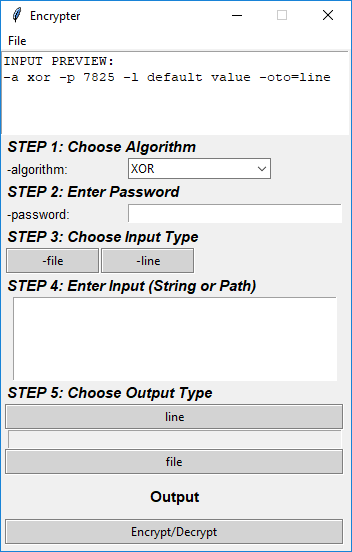 Encrypter
File
INPUT PREVIEW:
-a xor -p 7825 -l default value -oto=line
STEP 1: Choose Algorithm
-algorithm: XOR
STEP 2: Enter Password
-password:
STEP 3: Choose Input Type
-file -line
STEP 4: Enter Input (String or Path)
STEP 5: Choose Output Type
line
file
Output
Encrypt/Decrypt